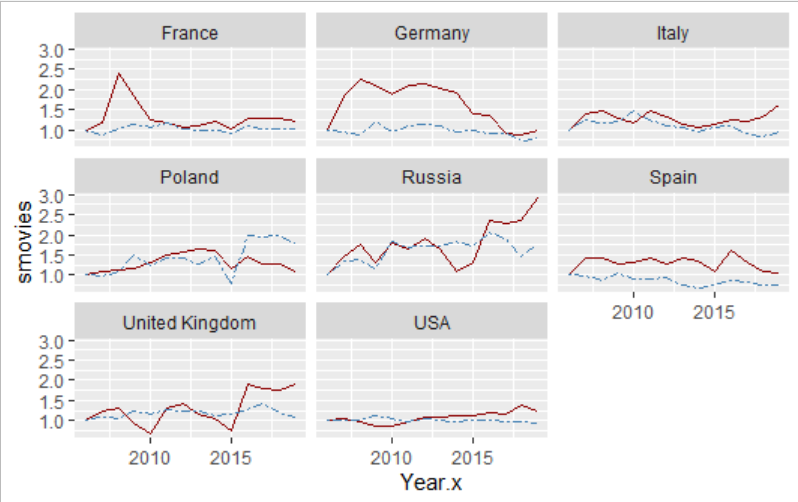 France Germany Italy
3.0
2.5
2.0
1.5
1.0
Poland Russia Spain
3.0
2.5
2.0
1.5
1.0
smovies
2010 2015
United Kingdom USA
3.0
2.5
2.0
1.5
1.0
2010 2015 2010 2015
Year.x